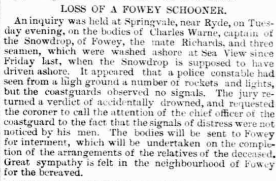 LOSS OF A FOWEY SCHOONER.
An inquiry was held at Springvale, near Ryde, on Tues-
day evening, on the bodies of Charles Warne, captain of
the Snowdrop, of Fowey, the mate Richards, and three
seamen, which were washed ashore at Sea View since
Friday last, when the Snowdrop is supposed to have
driven ashore. It appeared that a police constable had
seen from a high ground a number of rockets and lights,
but the coastguards observed no signals. The jury re-
turned a verdict of accidentally drowned, and requested
the coroner to call the attention of the chief officer of the
coastguard to the fact that the signals of distress were not
noticed by his men. The bodies will be sent to Fowey
for interment, which will be undertaken on the comple-
tion of the arrangements of the relatives of the deceased.
Great sympathy is felt in the neighbourhood of Fowey
for the bereaved.